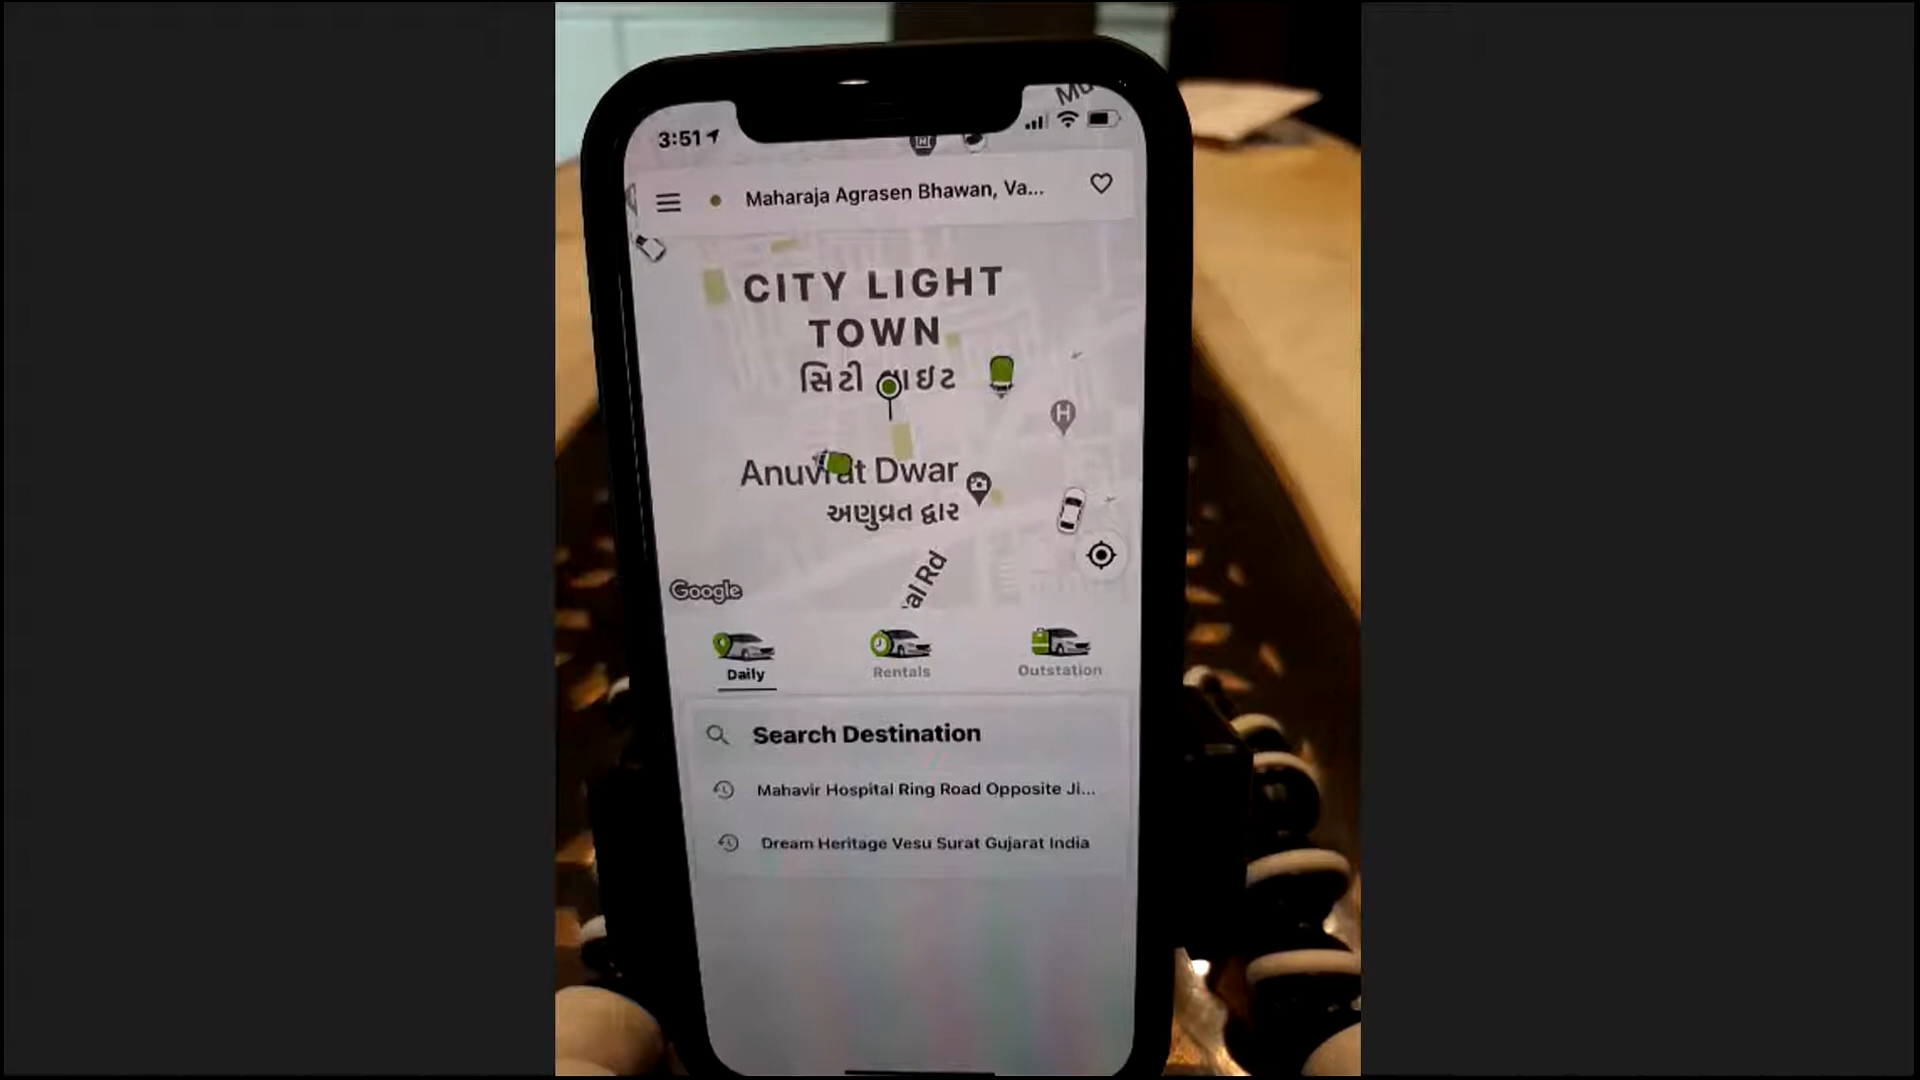 3:51
Maharaja Agrasen Bhawan, Va...
CITY LIGHT
TOWN
સિટી લાઈટ
H
Anuvrat Dwar
અણુવ્રત દ્વાર
Google
Daily
Rentals
Outstation
Search Destination
Mahavir Hospital Ring Road Opposite Ji...
Dream Heritage Vesu Surat Gujarat India